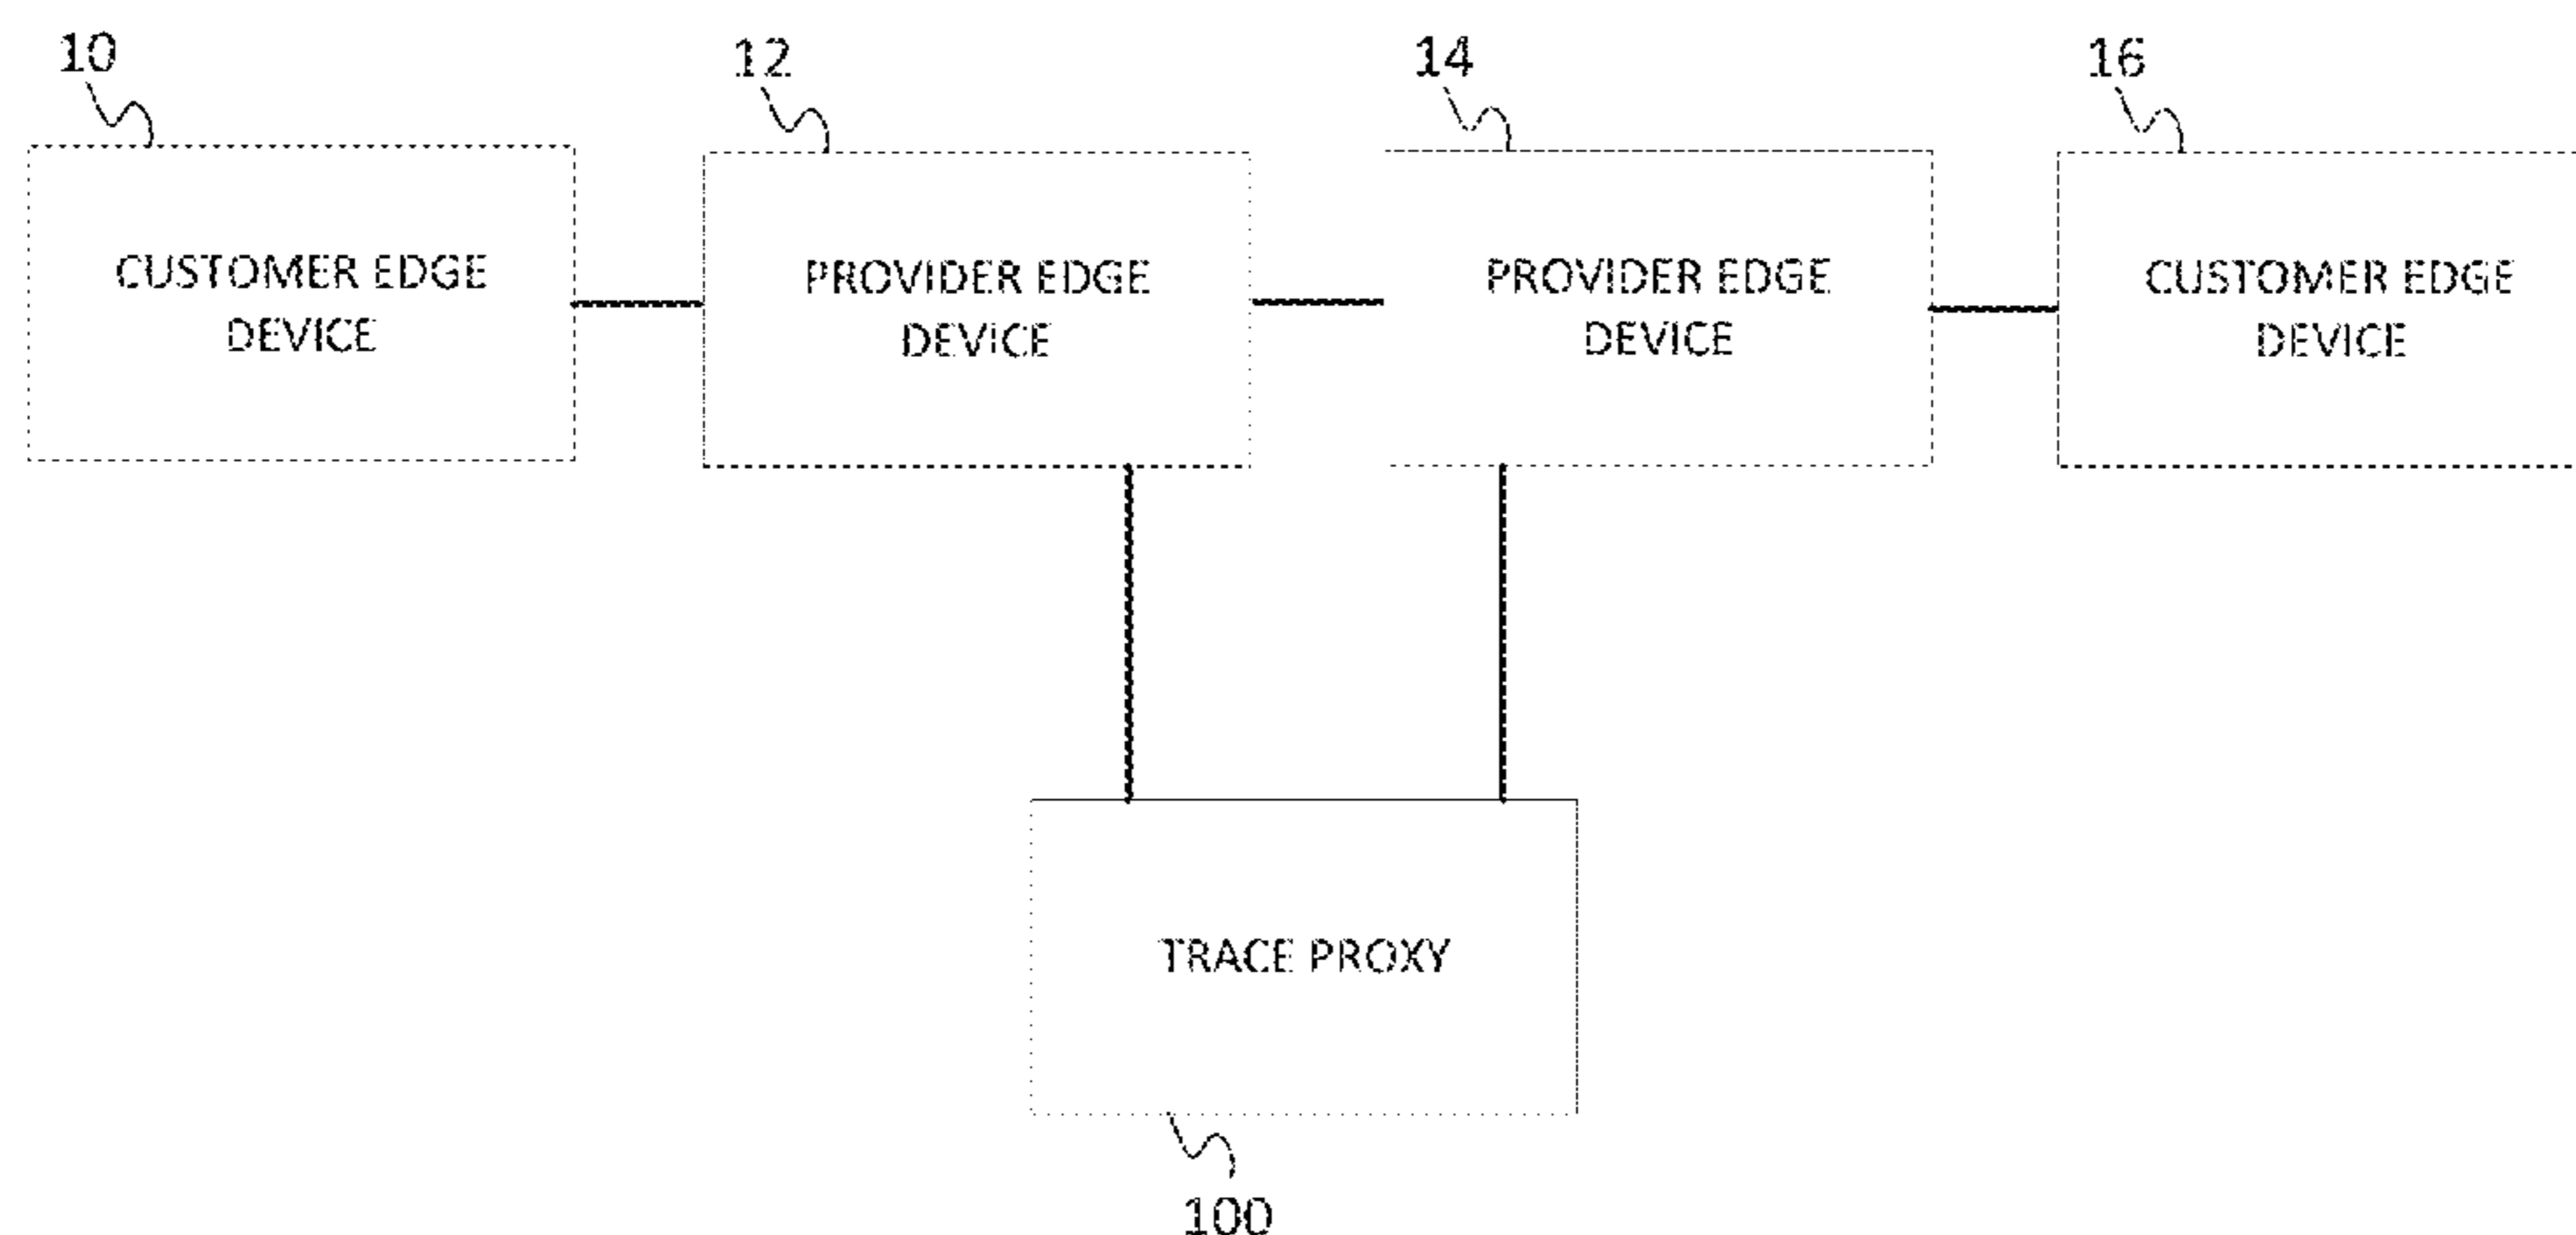 10
12
14
16
CUSTOMER EDGE
DEVICE
PROVIDER EDGE
DEVICE
PROVIDER EDGE
DEVICE
CUSTOMER EDGE
DEVICE
TRACE PROXY
100